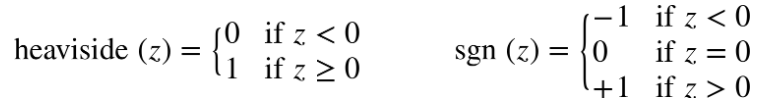 heaviside (z) = { 0 if z < 0
1 if z ≥ 0
sgn (z) = { −1 if z < 0
0 if z = 0
+1 if z > 0